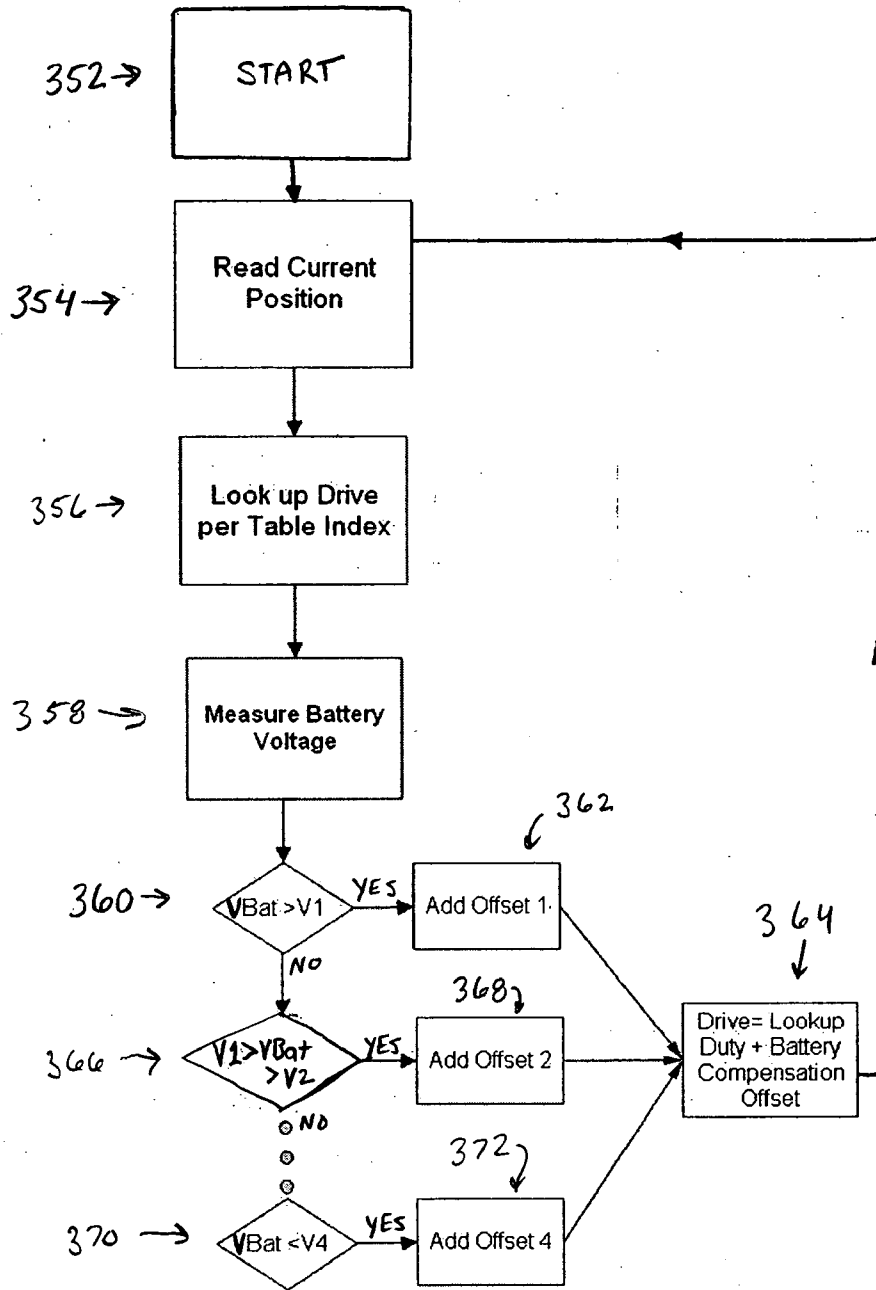 352→ START
354→ Read Current
Position
356→ Look up Drive
per Table Index
358→ Measure Battery
Voltage
362
360→ VBat >V1 YES Add Offset 1
NO
364
368
366→ V1>VBat
>V2 YES Add Offset 2
Drive= Lookup
Duty + Battery
Compensation
Offset
NO
372
370→ VBat <V4 YES Add Offset 4